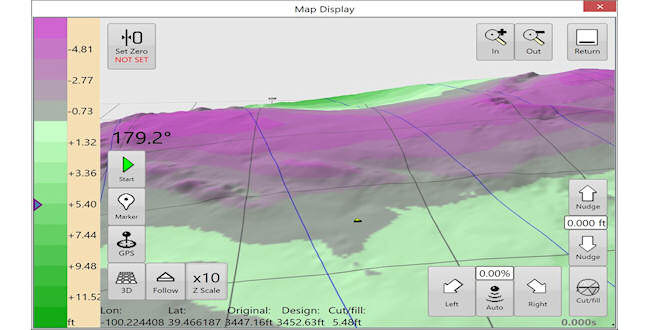 Map Display
-4.81
-2.77
-0.73
+1.32
+3.36
+5.40
+7.44
+9.48
+11.52
ft
Set Zero
NOT SET
In
Out
Return
179.2°
Start
Marker
GPS
3D
Follow
x10
Z Scale
Nudge
0.000 ft
Nudge
Left
0.00%
Auto
Right
Cut/fill
Lon: Lat: Original: Design: Cut/fill:
-100.224408 39.466187 3447.16ft 3452.63ft 5.48ft
0.000s